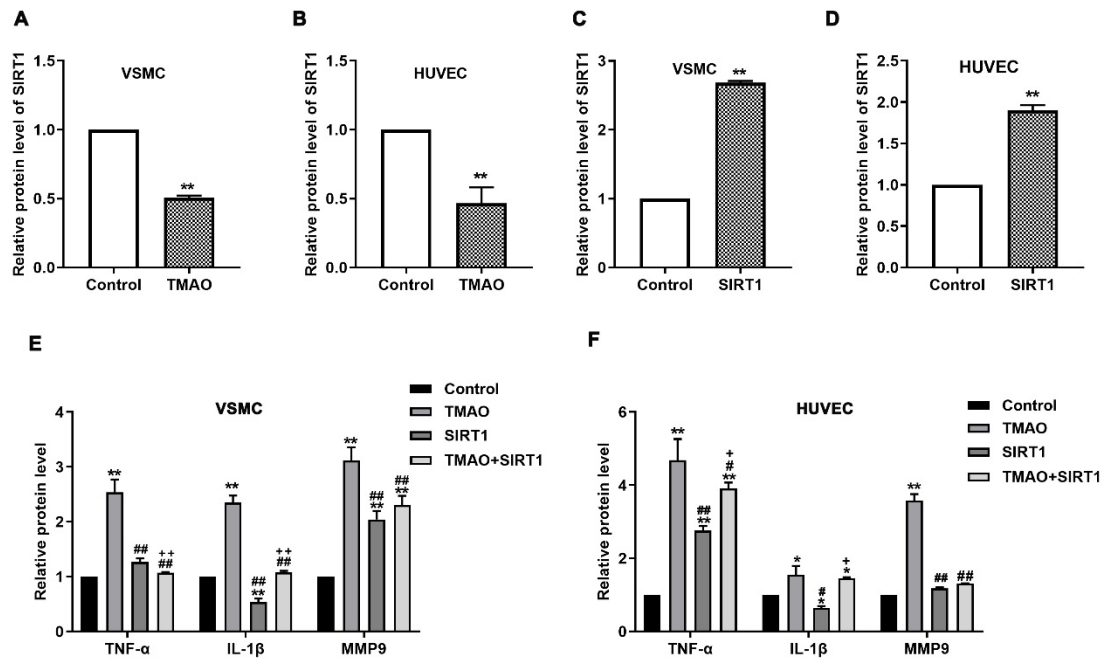 A
Relative protein level of SIRT1
VSMC
1.5
1.0
0.5
0.0
**
Control TMAO
B
Relative protein level of SIRT1
HUVEC
1.5
1.0
0.5
0.0
**
Control TMAO
C
Relative protein level of SIRT1
VSMC
3
2
1
0
**
Control SIRT1
D
Relative protein level of SIRT1
HUVEC
2.5
2.0
1.5
1.0
0.5
0.0
**
Control SIRT1
E
Relative protein level
VSMC
Control
TMAO
SIRT1
TMAO+SIRT1
4
3
2
1
0
**
##
++
##
**
##
**
++
##
**
##
**
##
**
TNF-α IL-1β MMP9
F
Relative protein level
HUVEC
Control
TMAO
SIRT1
TMAO+SIRT1
6
4
2
0
**
##
**
+
#
**
*
#
*
+
*
**
##
##
TNF-α IL-1β MMP9